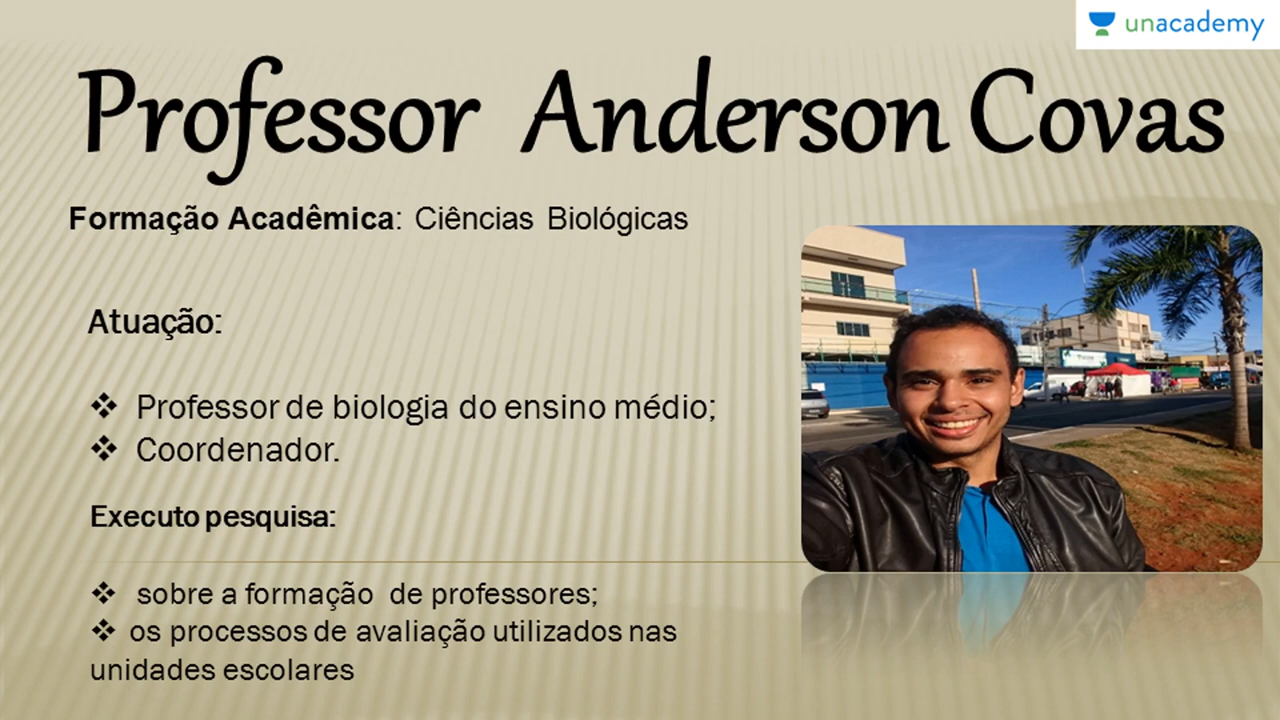 unacademy
Professor Anderson Covas
Formação Acadêmica: Ciências Biológicas
Atuação:
❖ Professor de biologia do ensino médio;
❖ Coordenador.
Executo pesquisa:
❖ sobre a formação de professores;
❖ os processos de avaliação utilizados nas
unidades escolares